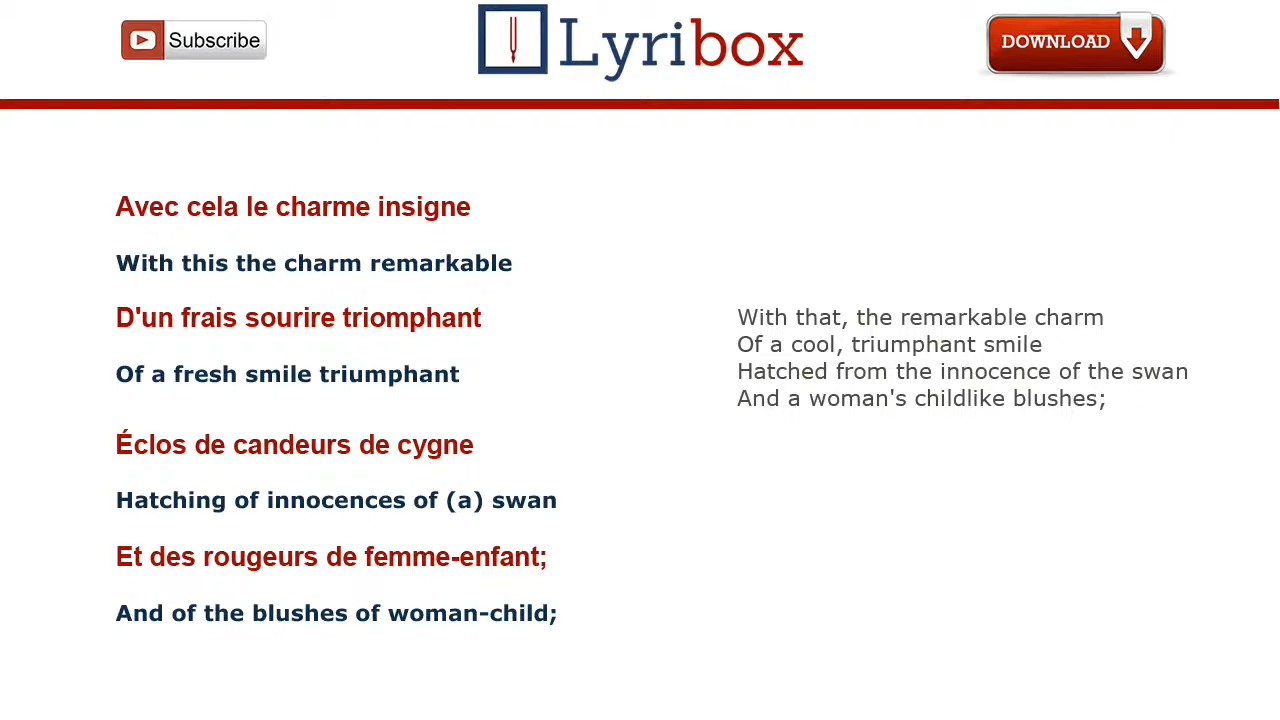 Subscribe
Lyribox
DOWNLOAD
Avec cela le charme insigne
With this the charm remarkable
D'un frais sourire triomphant
Of a fresh smile triumphant
Éclos de candeurs de cygne
Hatching of innocences of (a) swan
Et des rougeurs de femme-enfant;
And of the blushes of woman-child;
With that, the remarkable charm
Of a cool, triumphant smile
Hatched from the innocence of the swan
And a woman's childlike blushes;